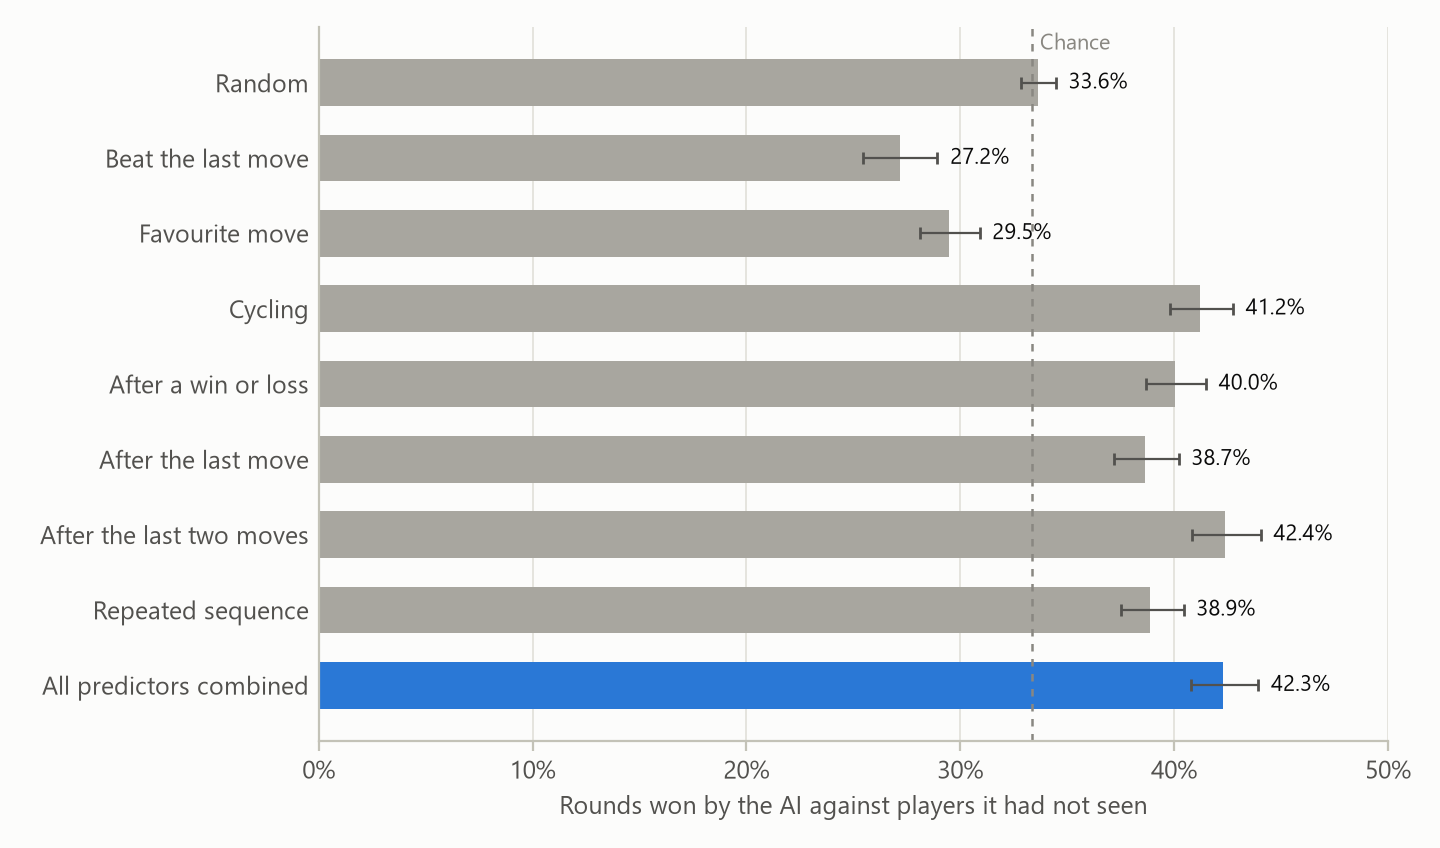 Chance
Random 33.6%
Beat the last move 27.2%
Favourite move 29.5%
Cycling 41.2%
After a win or loss 40.0%
After the last move 38.7%
After the last two moves 42.4%
Repeated sequence 38.9%
All predictors combined 42.3%
0% 10% 20% 30% 40% 50%
Rounds won by the AI against players it had not seen